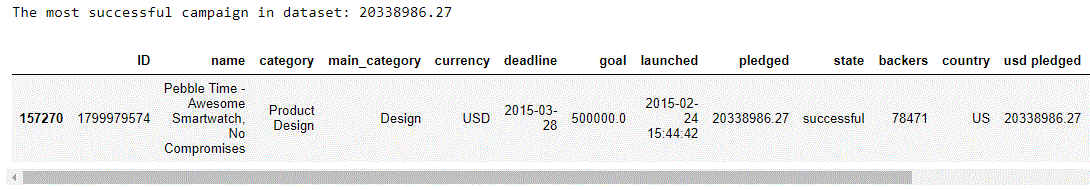 The most successful campaign in dataset: 20338986.27
ID name category main_category currency deadline goal launched pledged state backers country usd pledged
Pebble Time -
Awesome
Smartwatch,
No
Compromises
157270 1799979574 Product
Design Design USD 2015-03-
28 500000.0 2015-02-
24
15:44:42 20338986.27 successful 78471 US 20338986.27